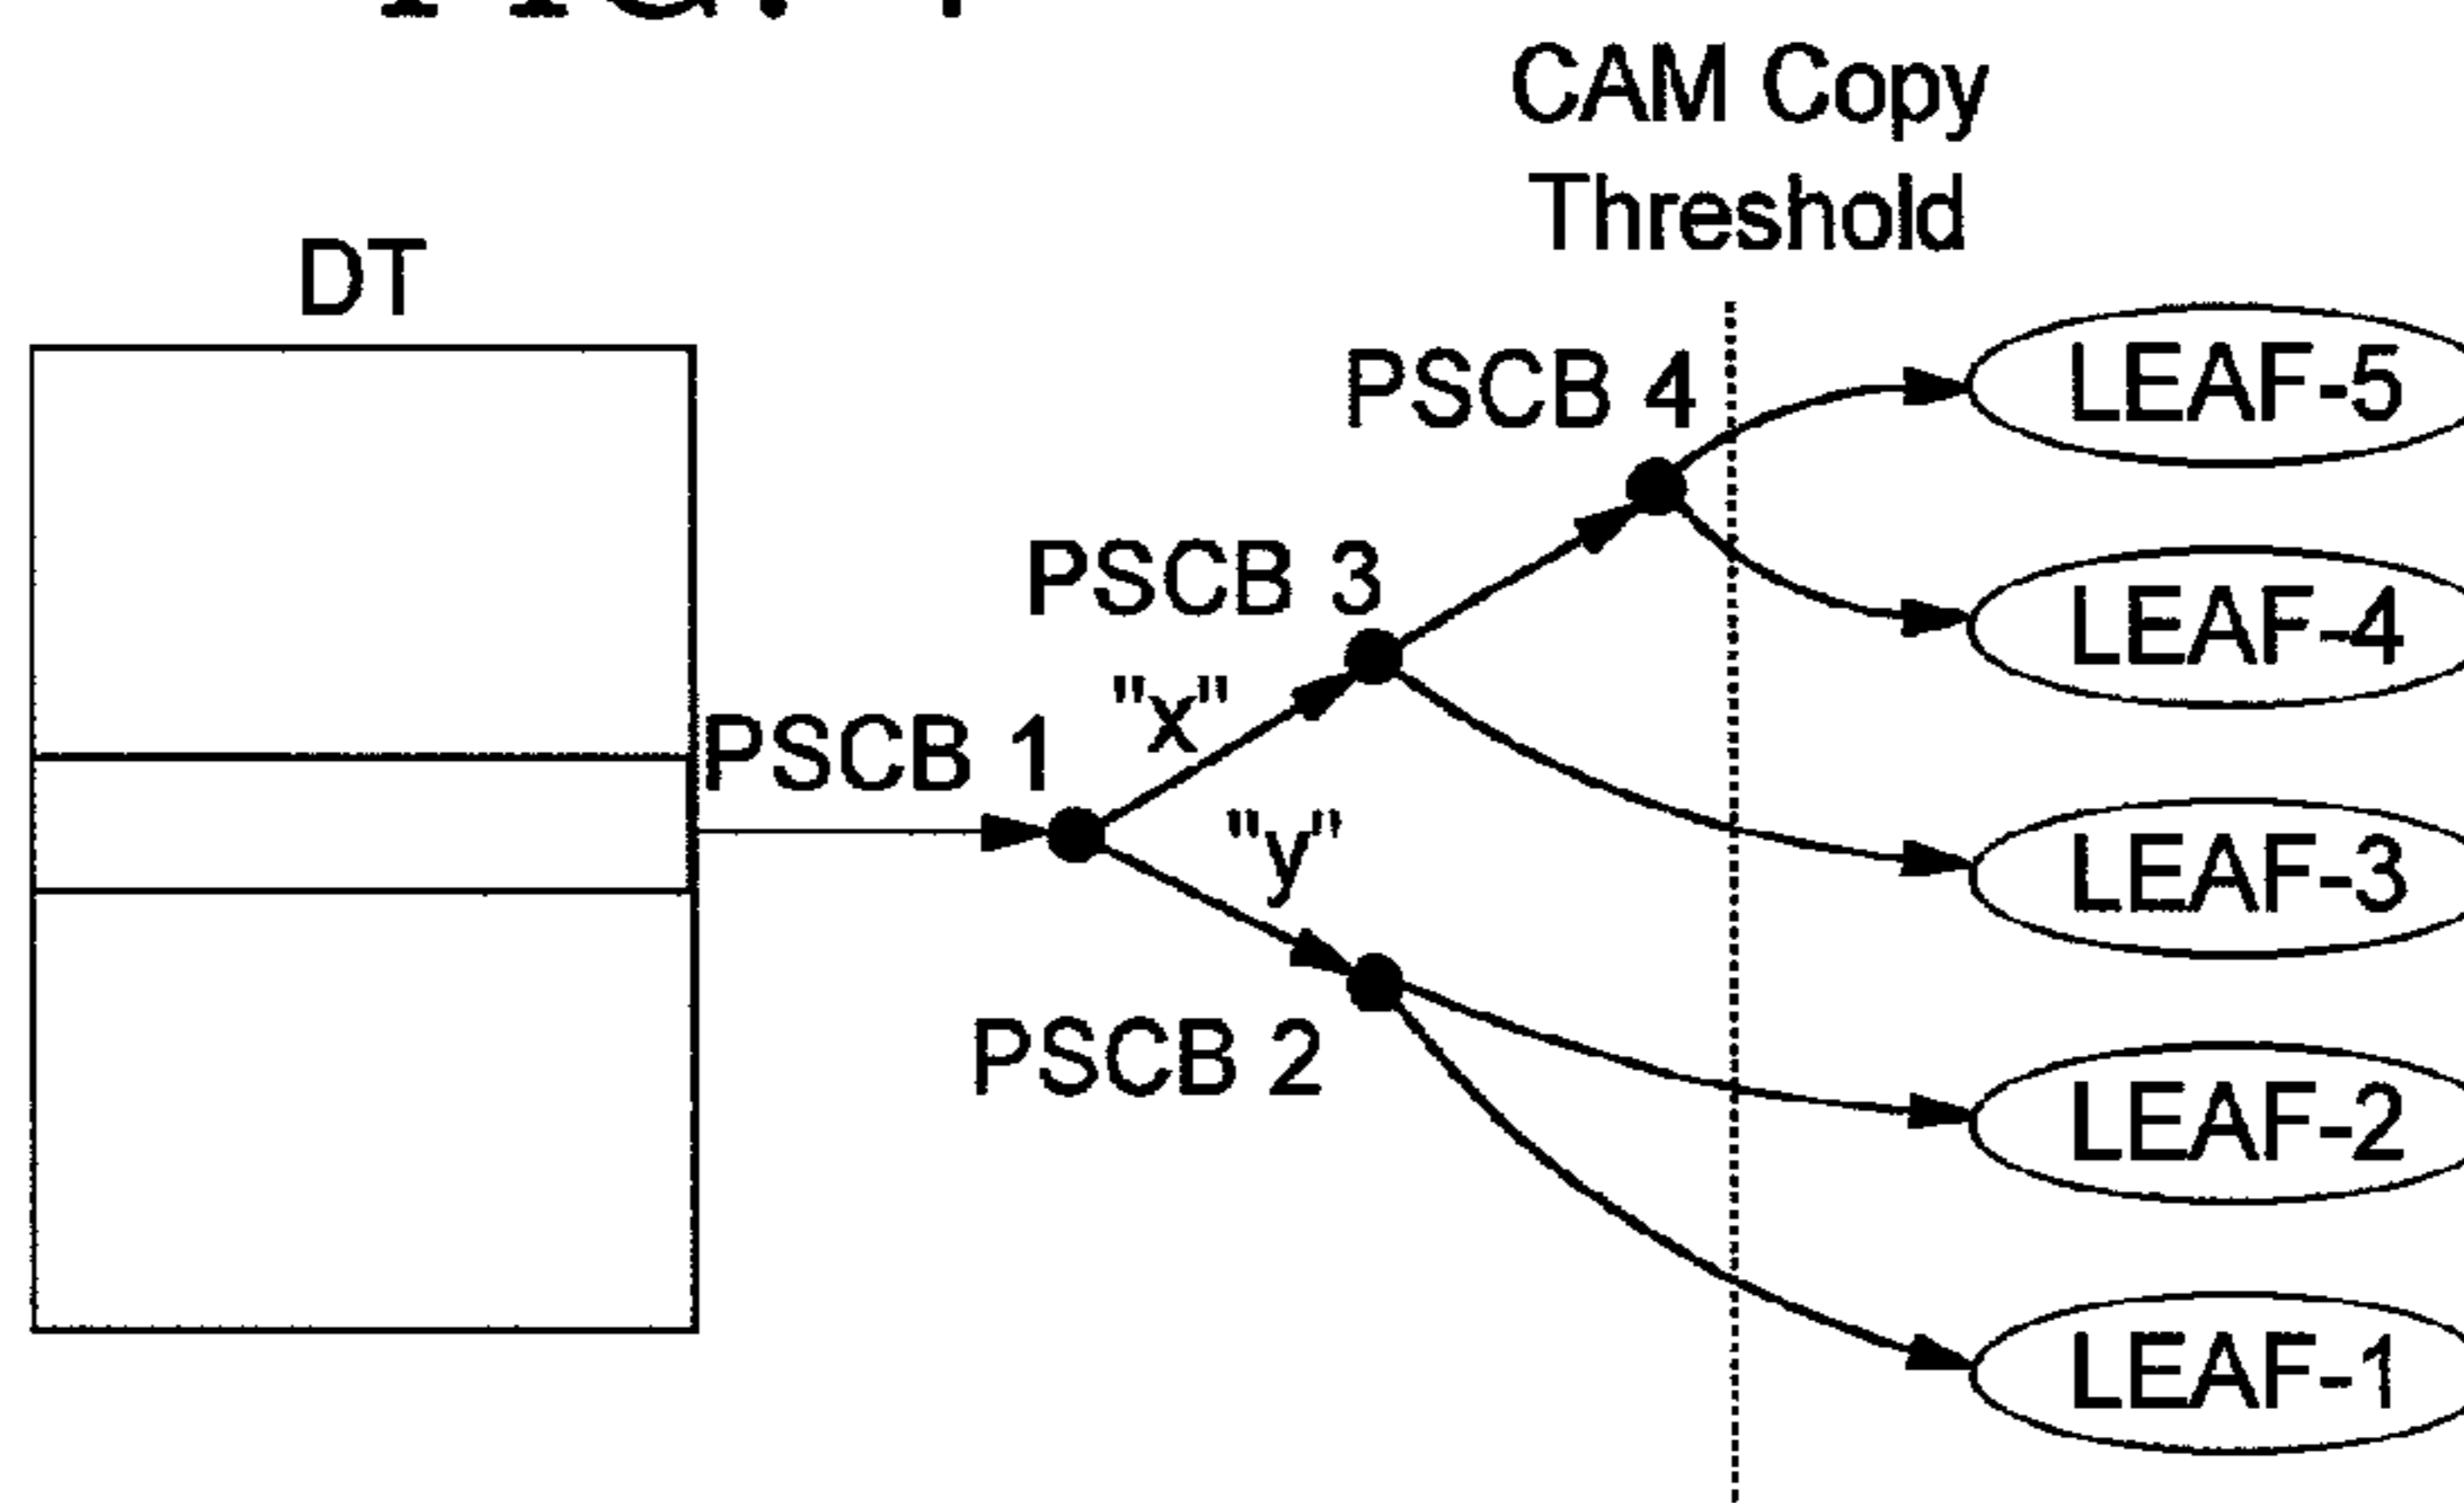 CAM Copy
Threshold
DT
PSCB 4
LEAF-5
PSCB 3
LEAF-4
"x"
PSCB 1
"y"
LEAF-3
PSCB 2
LEAF-2
LEAF-1